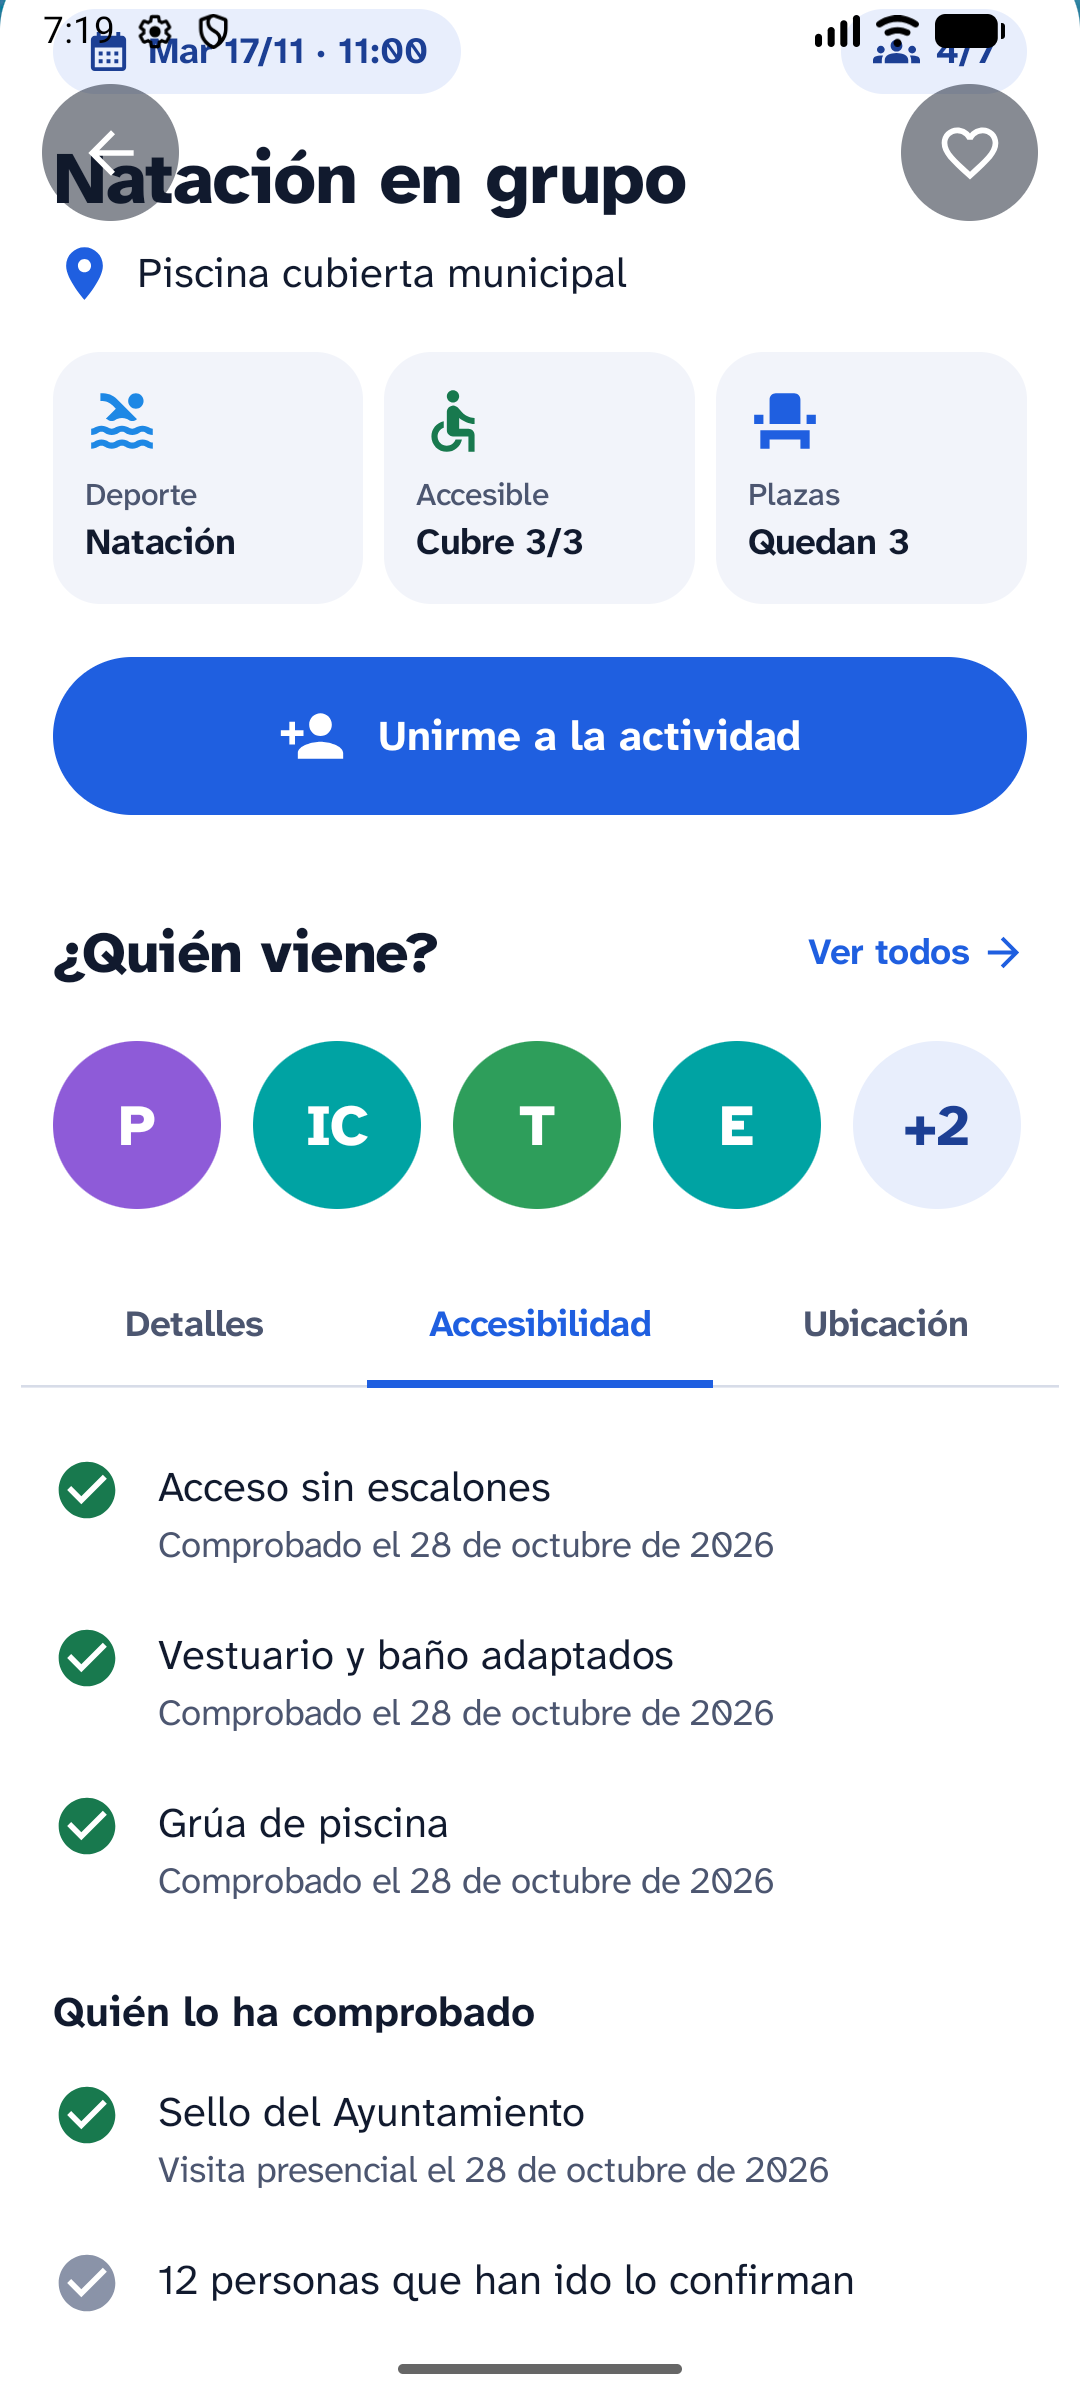 7:19
Mar 17/11 · 11:00
4/7
Natación en grupo
Piscina cubierta municipal
Deporte
Natación
Accesible
Cubre 3/3
Plazas
Quedan 3
Unirme a la actividad
¿Quién viene?
Ver todos
P
IC
T
E
+2
Detalles
Accesibilidad
Ubicación
Acceso sin escalones
Comprobado el 28 de octubre de 2026
Vestuario y baño adaptados
Comprobado el 28 de octubre de 2026
Grúa de piscina
Comprobado el 28 de octubre de 2026
Quién lo ha comprobado
Sello del Ayuntamiento
Visita presencial el 28 de octubre de 2026
12 personas que han ido lo confirman